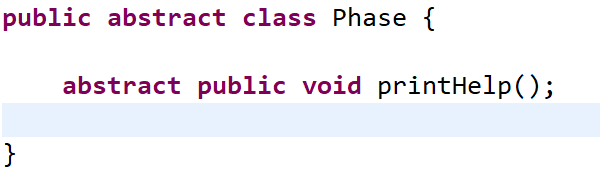 public abstract class Phase {
abstract public void printHelp();
}